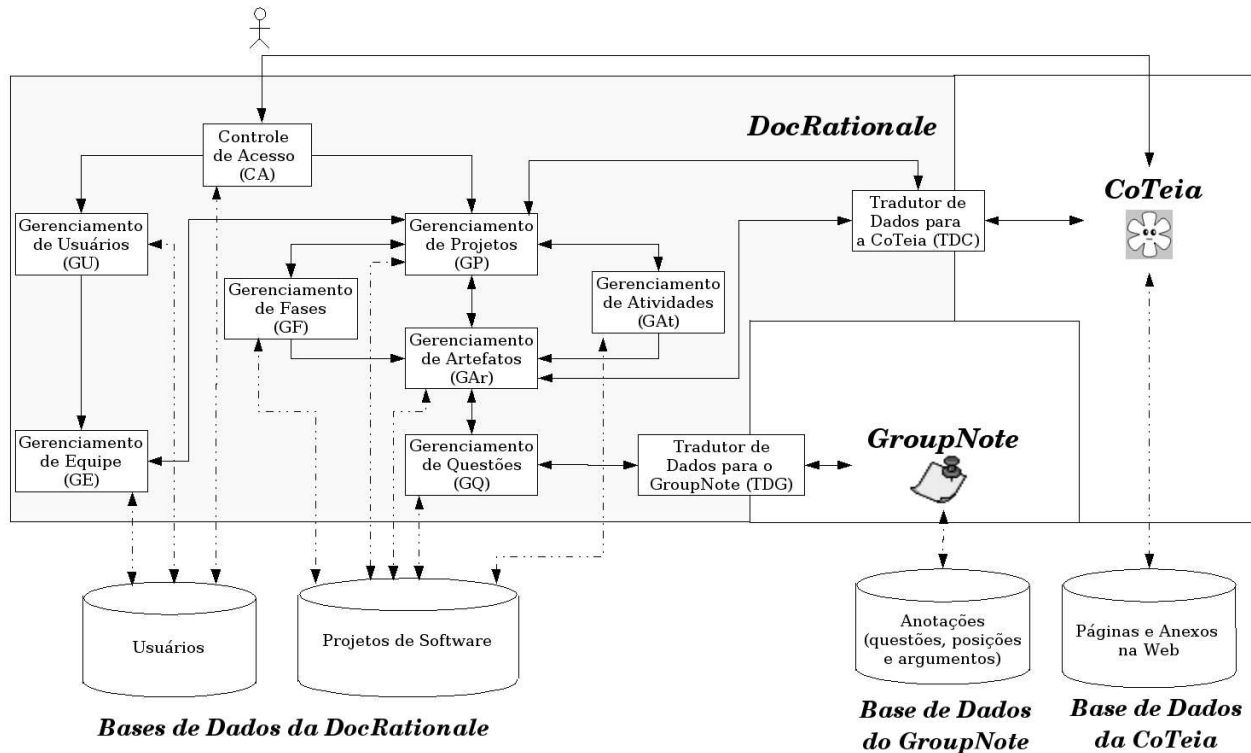 DocRationale
Controle
de Acesso
(CA)
CoTeia
Tradutor de
Dados para
a CoTeia (TDC)
Gerenciamento
de Usuários
(GU)
Gerenciamento
de Projetos
(GP)
Gerenciamento
de Fases
(GF)
Gerenciamento
de Atividades
(GAt)
Gerenciamento
de Artefatos
(GAr)
Gerenciamento
de Equipe
(GE)
Gerenciamento
de Questões
(GQ)
Tradutor de
Dados para o
GroupNote (TDG)
GroupNote
Usuários
Projetos de Software
Anotações
(questões, posições
e argumentos)
Páginas e Anexos
na Web
Bases de Dados da DocRationale
Base de Dados
do GroupNote
Base de Dados
da CoTeia